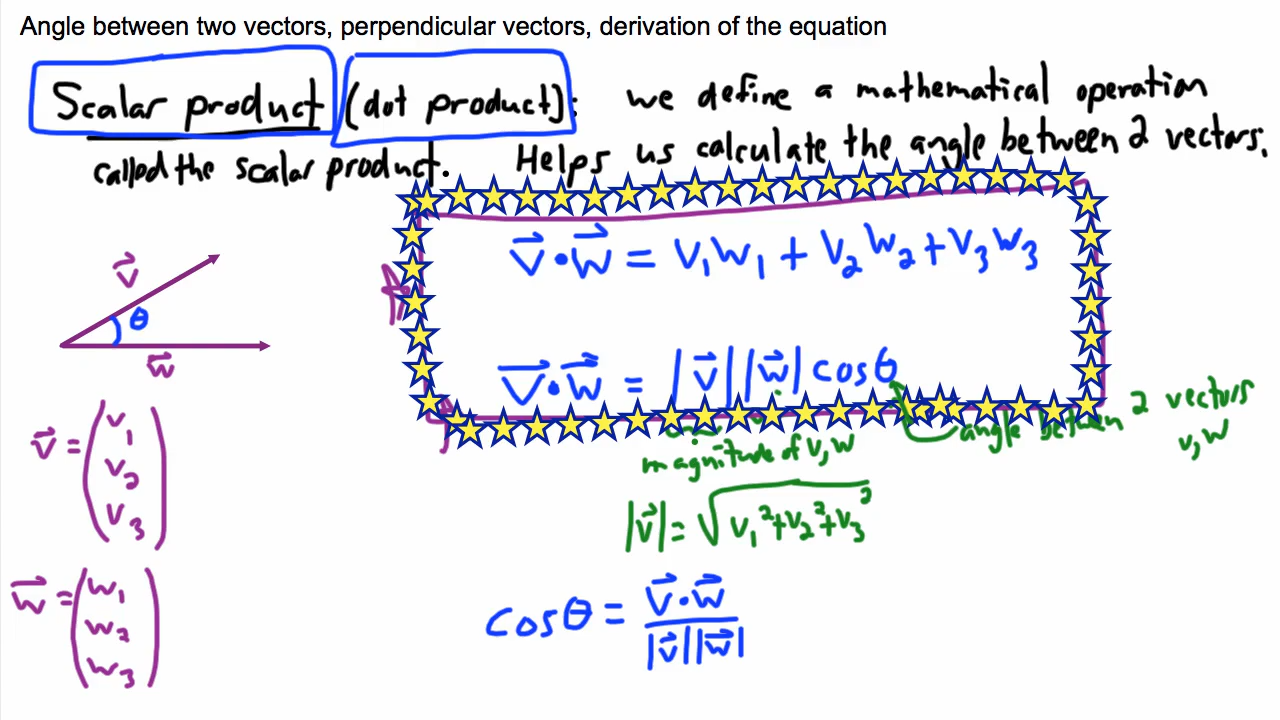 Angle between two vectors, perpendicular vectors, derivation of the equation
Scalar product (dot product): we define a mathematical operation
called the scalar product. Helps us calculate the angle between 2 vectors.
v⃗·w⃗ = v₁w₁ + v₂w₂ + v₃w₃
v⃗
θ
w⃗
v⃗·w⃗ = |v⃗||w⃗| cosθ
angle between 2 vectors
v, w
magnitude of v, w
v⃗ = (v₁
v₂
v₃)
|v⃗| = √(v₁² + v₂² + v₃²)
w⃗ = (w₁
w₂
w₃)
cosθ = v⃗·w⃗ / |v⃗||w⃗|